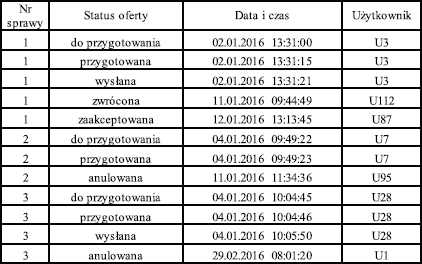 Nr sprawy Status oferty Data i czas Użytkownik
1 do przygotowania 02.01.2016 13:31:00 U3
1 przygotowana 02.01.2016 13:31:15 U3
1 wysłana 02.01.2016 13:31:21 U3
1 zwrócona 11.01.2016 09:44:49 U112
1 zaakceptowana 12.01.2016 13:13:45 U87
2 do przygotowania 04.01.2016 09:49:22 U7
2 przygotowana 04.01.2016 09:49:23 U7
2 anulowana 11.01.2016 11:34:36 U95
3 do przygotowania 04.01.2016 10:04:45 U28
3 przygotowana 04.01.2016 10:04:46 U28
3 wysłana 04.01.2016 10:05:50 U28
3 anulowana 29.02.2016 08:01:20 U1